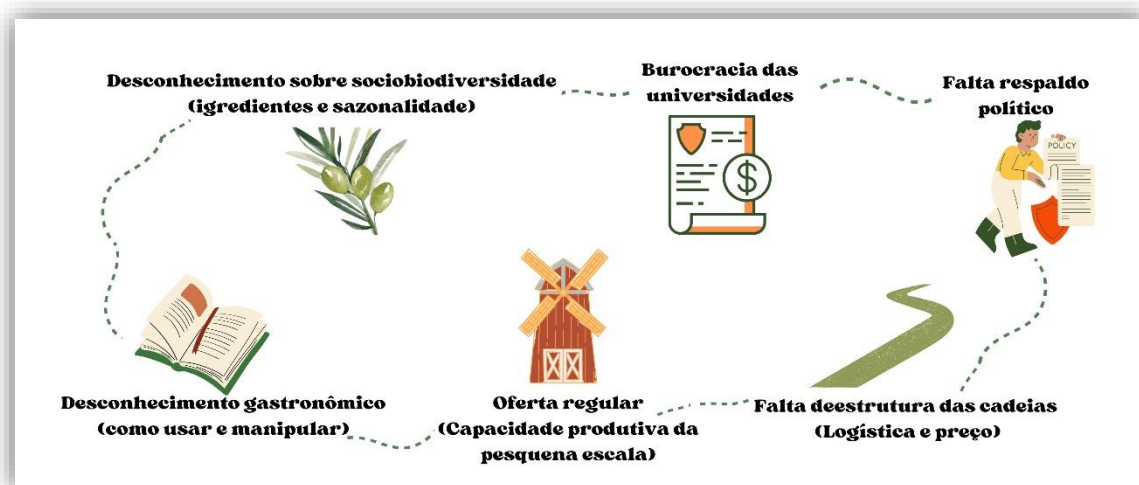 Desconhecimento sobre sociobiodiversidade
(igredientes e sazonalidade)
Burocracia das
universidades
Falta respaldo
político
POLICY
Desconhecimento gastronômico
(como usar e manipular)
Oferta regular
(Capacidade produtiva da
pesquena escala)
Falta deestrutura das cadeias
(Logística e preço)